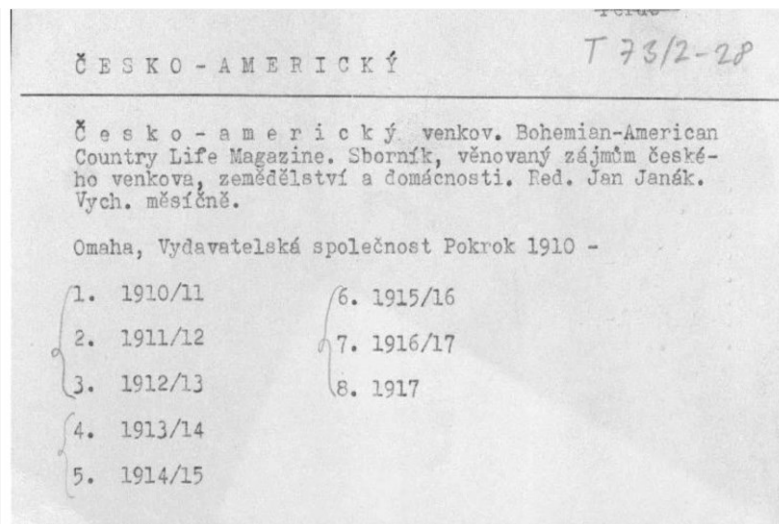 T 73/2-28
ČESKO-AMERICKÝ
Česko-americký venkov. Bohemian-American
Country Life Magazine. Sborník, věnovaný zájmům české-
ho venkova, zemědělství a domácnosti. Red. Jan Janák.
Vych. měsíčně.
Omaha, Vydavatelská společnost Pokrok 1910 -
1. 1910/11
2. 1911/12
3. 1912/13
4. 1913/14
5. 1914/15
6. 1915/16
7. 1916/17
8. 1917